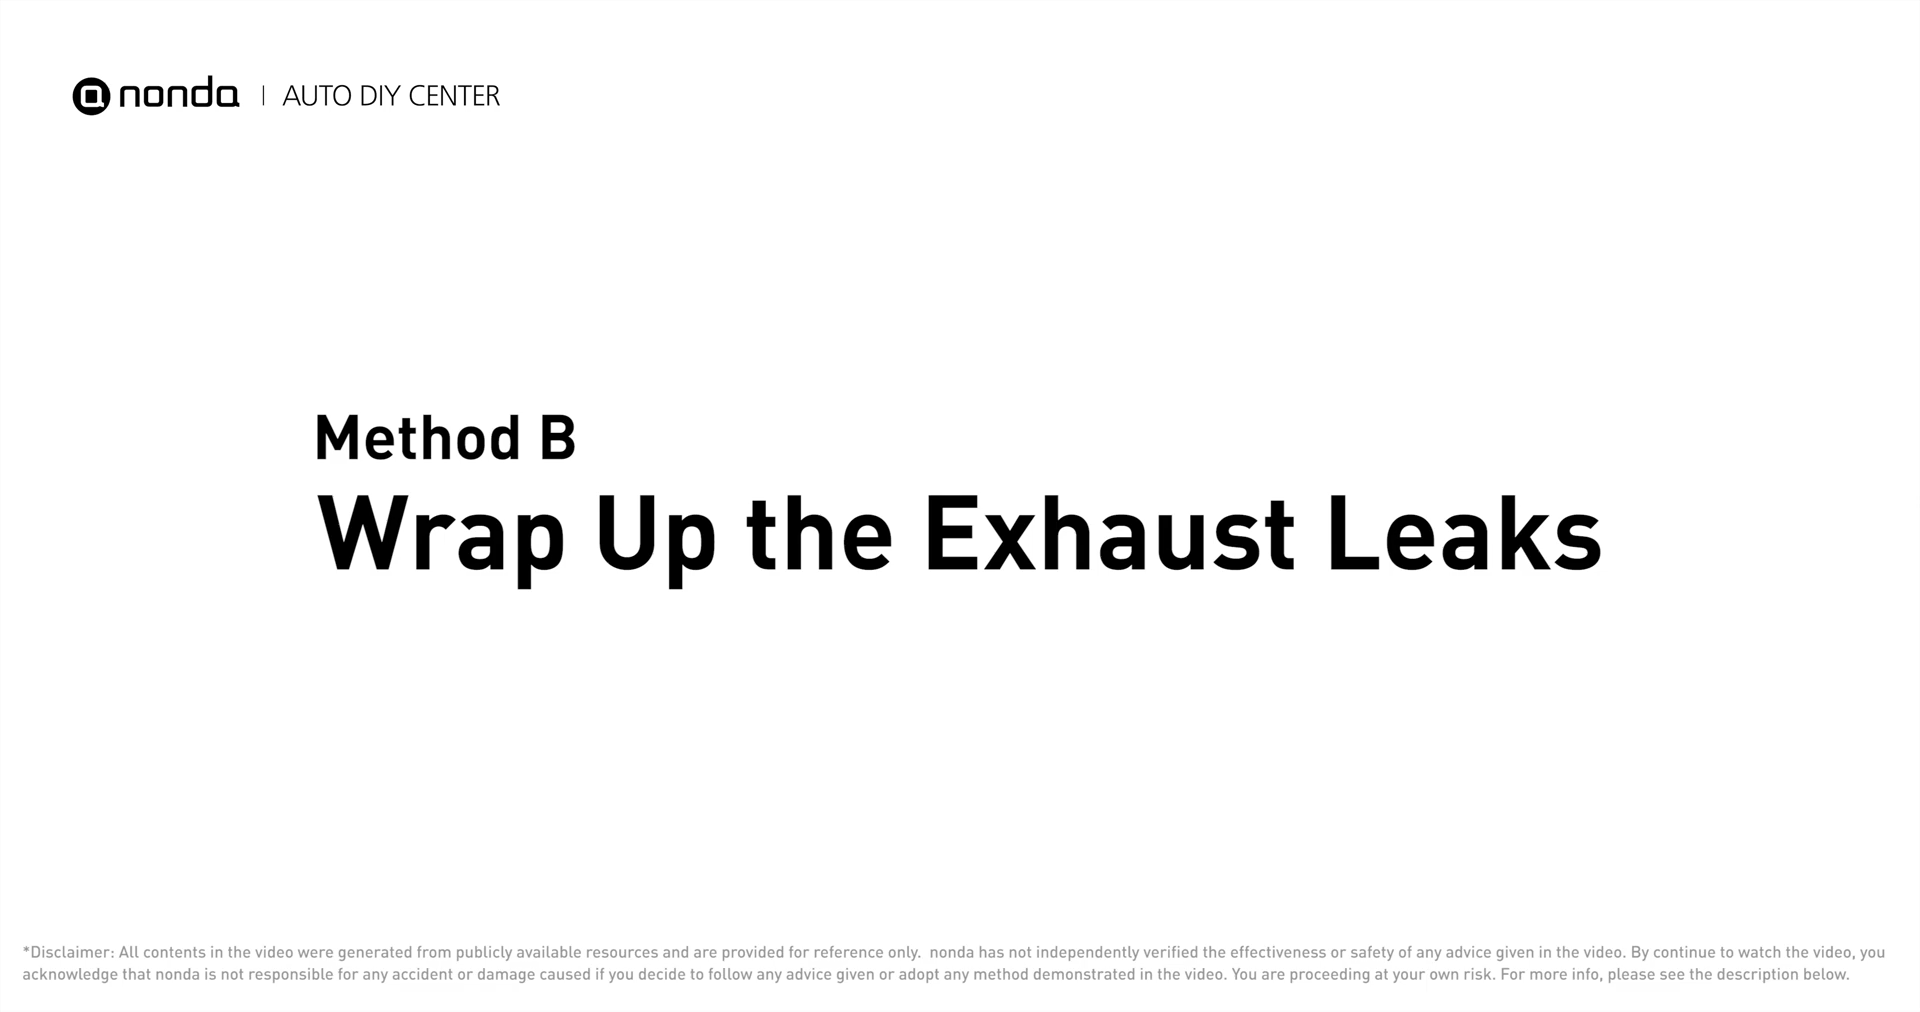 nonda | AUTO DIY CENTER
Method B
Wrap Up the Exhaust Leaks
*Disclaimer: All contents in the video were generated from publicly available resources and are provided for reference only.  nonda has not independently verified the effectiveness or safety of any advice given in the video. By continue to watch the video, you
acknowledge that nonda is not responsible for any accident or damage caused if you decide to follow any advice given or adopt any method demonstrated in the video. You are proceeding at your own risk. For more info, please see the description below.